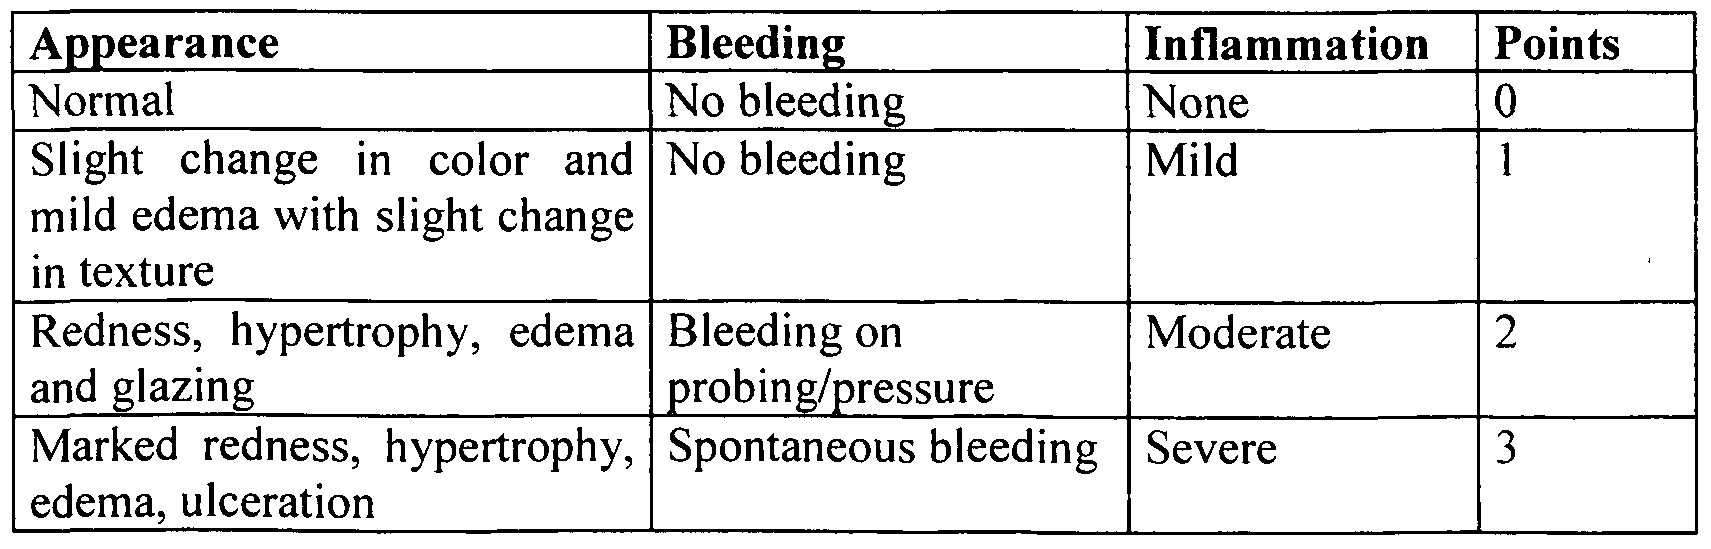 Appearance Bleeding Inflammation Points
Normal No bleeding None 0
Slight change in color and No bleeding Mild 1
mild edema with slight change
in texture
Redness, hypertrophy, edema Bleeding on Moderate 2
and glazing probing/pressure
Marked redness, hypertrophy, Spontaneous bleeding Severe 3
edema, ulceration